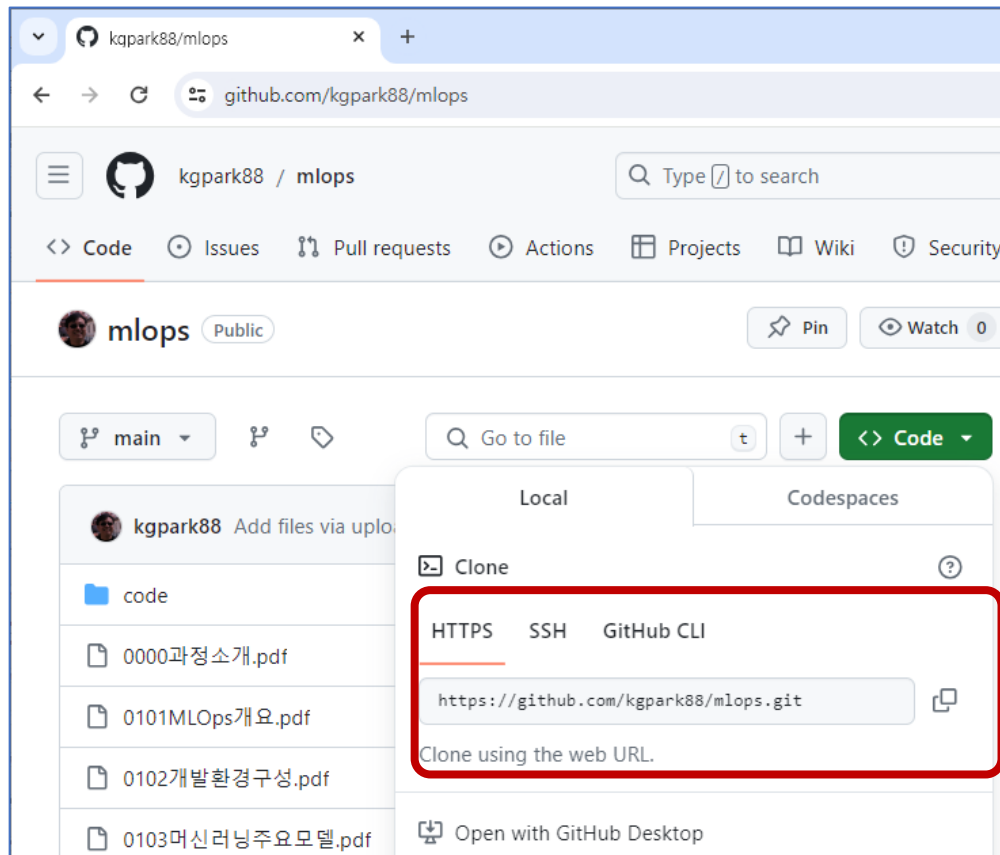 kgpark88/mlops
github.com/kgpark88/mlops
kgpark88 / mlops
Type / to search
Code Issues Pull requests Actions Projects Wiki Security
mlops Public Pin Watch 0
main Go to file t Code
Local Codespaces
kgpark88 Add files via uplo
Clone
code
HTTPS SSH GitHub CLI
0000과정소개.pdf
https://github.com/kgpark88/mlops.git
0101MLOps개요.pdf
Clone using the web URL.
0102개발환경구성.pdf
Open with GitHub Desktop
0103머신러닝주요모델.pdf